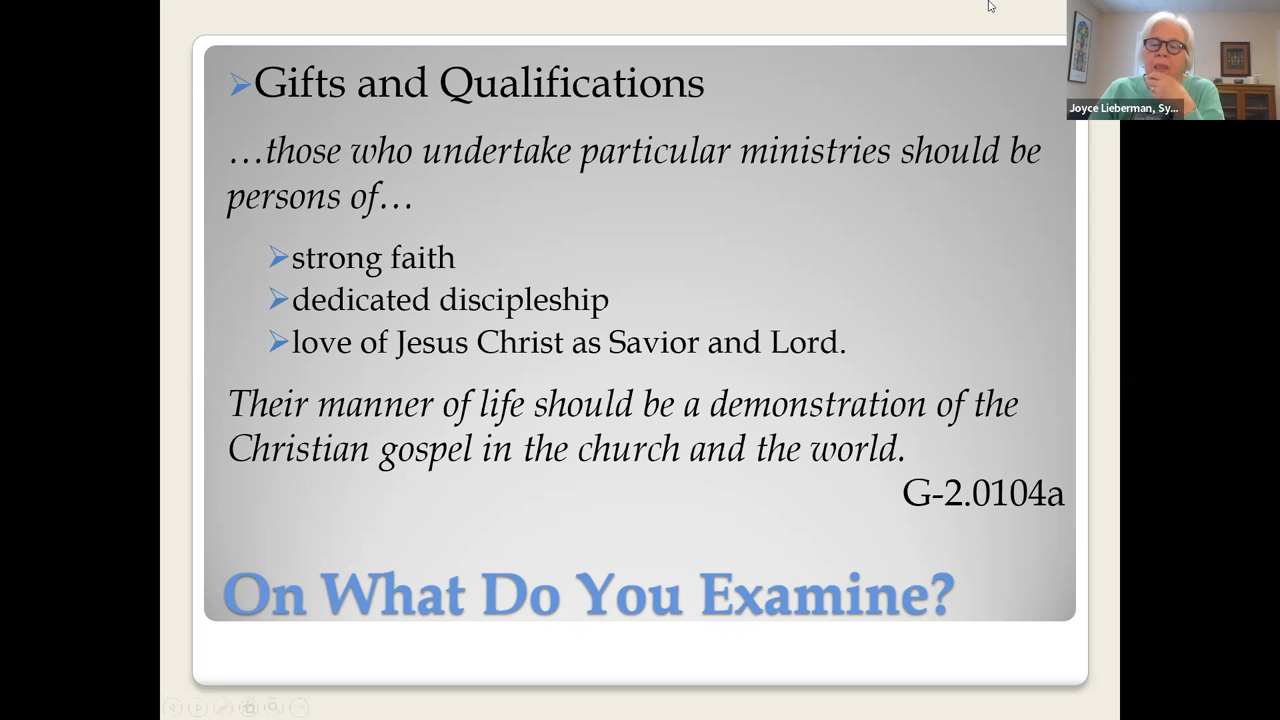 Gifts and Qualifications
…those who undertake particular ministries should be
persons of…
strong faith
dedicated discipleship
love of Jesus Christ as Savior and Lord.
Their manner of life should be a demonstration of the
Christian gospel in the church and the world.
G-2.0104a
On What Do You Examine?
Joyce Lieberman, Sy...